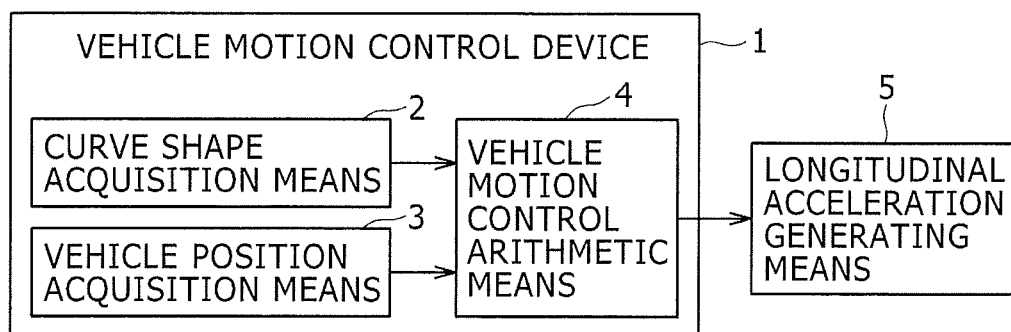 VEHICLE MOTION CONTROL DEVICE
1
2
CURVE SHAPE
ACQUISITION MEANS
3
VEHICLE POSITION
ACQUISITION MEANS
4
VEHICLE
MOTION
CONTROL
ARITHMETIC
MEANS
5
LONGITUDINAL
ACCELERATION
GENERATING
MEANS